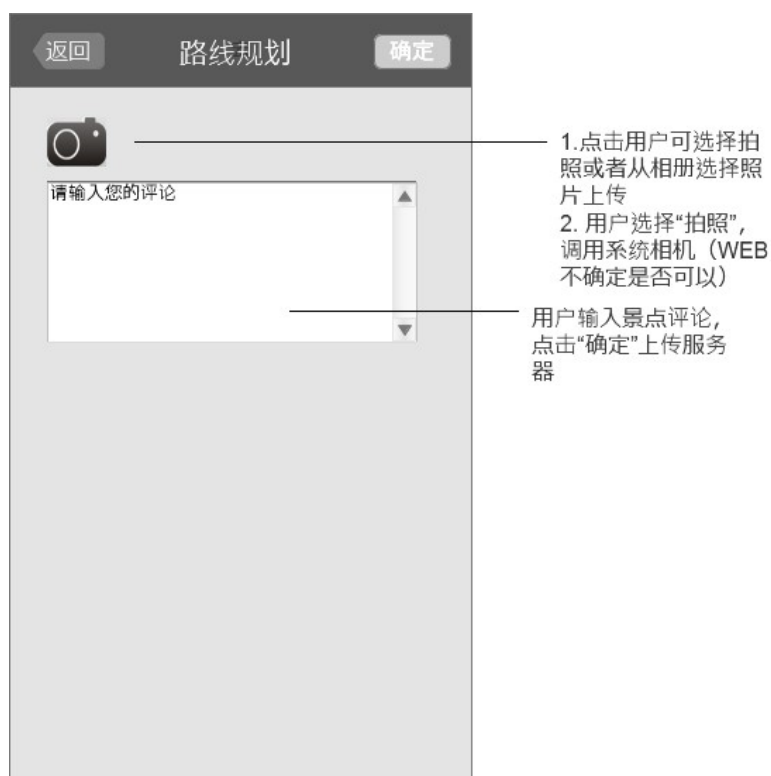 返回
路线规划
确定
请输入您的评论
1.点击用户可选择拍
照或者从相册选择照
片上传
2. 用户选择“拍照”，
调用系统相机（WEB
不确定是否可以）
用户输入景点评论，
点击“确定”上传服务
器